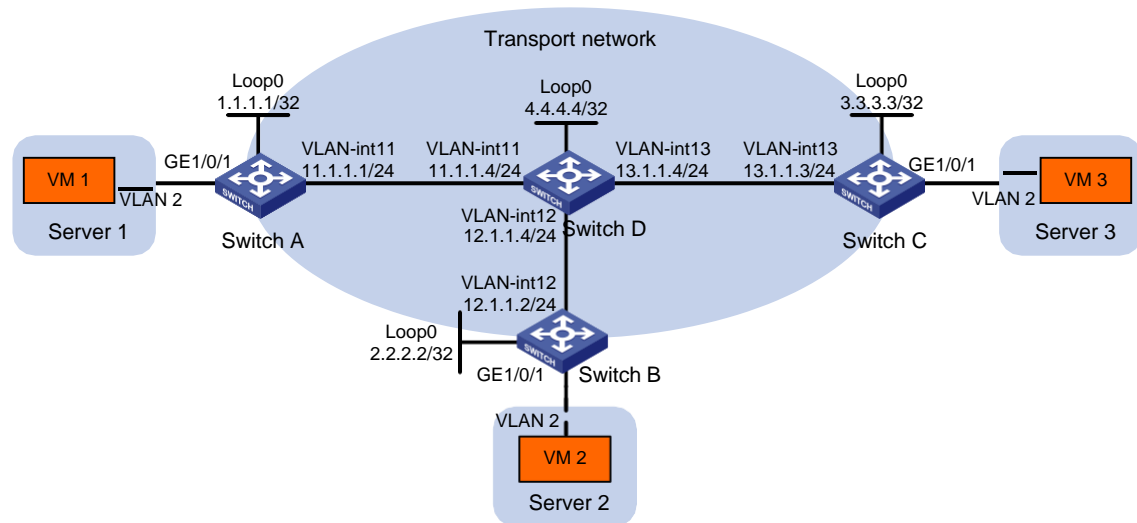 Transport network
Loop0
1.1.1.1/32
Loop0
4.4.4.4/32
Loop0
3.3.3.3/32
GE1/0/1
VLAN-int11
11.1.1.1/24
VLAN-int11
11.1.1.4/24
VLAN-int13
13.1.1.4/24
VLAN-int13
13.1.1.3/24
GE1/0/1
VM 1
VLAN 2
Server 1
SWITCH
Switch A
SWITCH
Switch D
SWITCH
Switch C
VM 3
VLAN 2
Server 3
VLAN-int12
12.1.1.4/24
VLAN-int12
12.1.1.2/24
Loop0
2.2.2.2/32
SWITCH
Switch B
GE1/0/1
VLAN 2
VM 2
Server 2